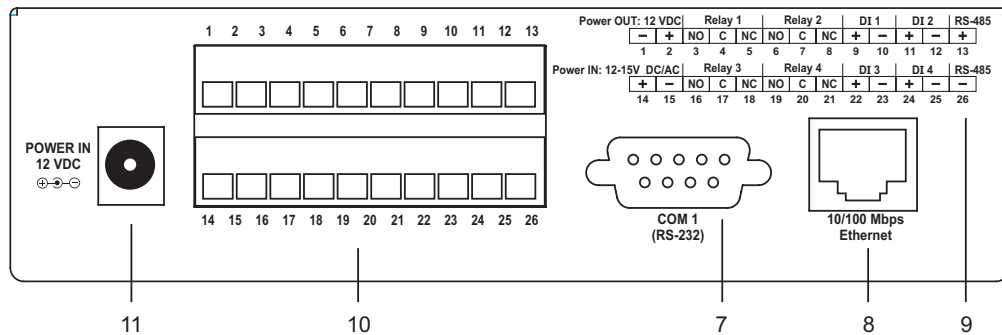 Power OUT: 12 VDC Relay 1 Relay 2 DI 1 DI 2 RS-485
− + NO C NC NO C NC + − + − +
1 2 3 4 5 6 7 8 9 10 11 12 13
Power IN: 12-15V DC/AC Relay 3 Relay 4 DI 3 DI 4 RS-485
+ − NO C NC NO C NC + − + − −
14 15 16 17 18 19 20 21 22 23 24 25 26
1 2 3 4 5 6 7 8 9 10 11 12 13
POWER IN
12 VDC
14 15 16 17 18 19 20 21 22 23 24 25 26
COM 1
(RS-232)
10/100 Mbps
Ethernet
11 10 7 8 9